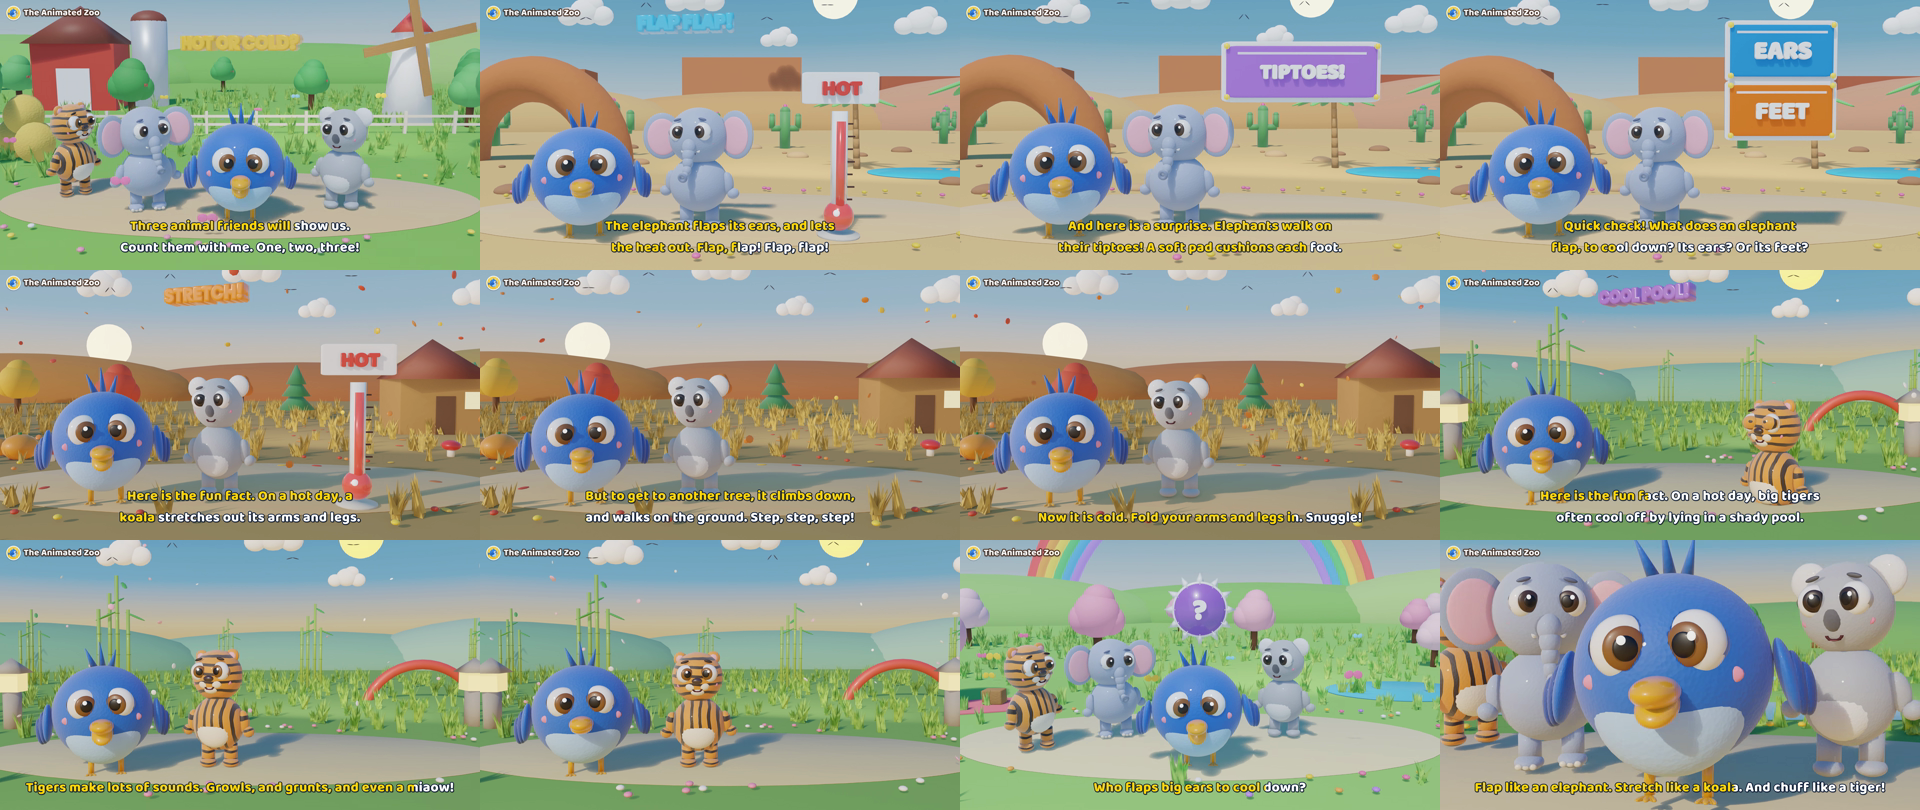 The Animated Zoo
HOT OR COLD?
Three animal friends will show us.
Count them with me. One, two, three!
The Animated Zoo
FLAP, FLAP!
HOT
The elephant flaps its ears, and lets
the heat out. Flap, flap! Flap, flap!
The Animated Zoo
TIPTOES!
And here is a surprise. Elephants walk on
their tiptoes! A soft pad cushions each foot.
The Animated Zoo
EARS
FEET
Quick check! What does an elephant
flap, to cool down? Its ears? Or its feet?
The Animated Zoo
STRETCH!
HOT
Here is the fun fact. On a hot day, a
koala stretches out its arms and legs.
The Animated Zoo
But to get to another tree, it climbs down,
and walks on the ground. Step, step, step!
The Animated Zoo
Now it is cold. Fold your arms and legs in. Snuggle!
The Animated Zoo
COOL POOL!
Here is the fun fact. On a hot day, big tigers
often cool off by lying in a shady pool.
The Animated Zoo
Tigers make lots of sounds. Growls, and grunts, and even a miaow!
The Animated Zoo
The Animated Zoo
?
Who flaps big ears to cool down?
The Animated Zoo
Flap like an elephant. Stretch like a koala. And chuff like a tiger!